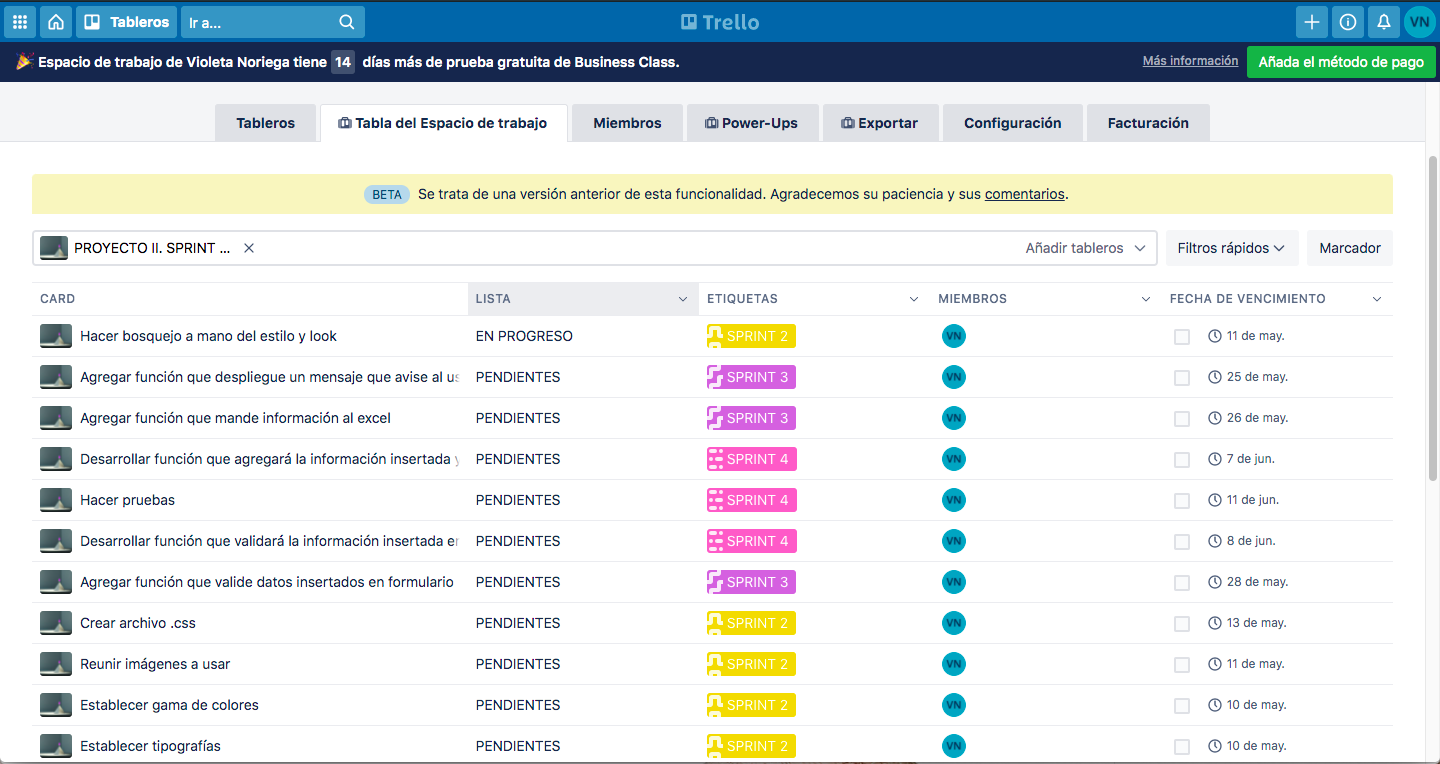 Tableros Ir a... Trello VN
Espacio de trabajo de Violeta Noriega tiene 14 días más de prueba gratuita de Business Class. Más información Añada el método de pago
Tableros Tabla del Espacio de trabajo Miembros Power-Ups Exportar Configuración Facturación
BETA Se trata de una versión anterior de esta funcionalidad. Agradecemos su paciencia y sus comentarios.
PROYECTO II. SPRINT ... Añadir tableros Filtros rápidos Marcador
CARD LISTA ETIQUETAS MIEMBROS FECHA DE VENCIMIENTO
Hacer bosquejo a mano del estilo y look EN PROGRESO SPRINT 2 VN 11 de may.
Agregar función que despliegue un mensaje que avise al us PENDIENTES SPRINT 3 VN 25 de may.
Agregar función que mande información al excel PENDIENTES SPRINT 3 VN 26 de may.
Desarrollar función que agregará la información insertada y PENDIENTES SPRINT 4 VN 7 de jun.
Hacer pruebas PENDIENTES SPRINT 4 VN 11 de jun.
Desarrollar función que validará la información insertada en PENDIENTES SPRINT 4 VN 8 de jun.
Agregar función que valide datos insertados en formulario PENDIENTES SPRINT 3 VN 28 de may.
Crear archivo .css PENDIENTES SPRINT 2 VN 13 de may.
Reunir imágenes a usar PENDIENTES SPRINT 2 VN 11 de may.
Establecer gama de colores PENDIENTES SPRINT 2 VN 10 de may.
Establecer tipografías PENDIENTES SPRINT 2 VN 10 de may.